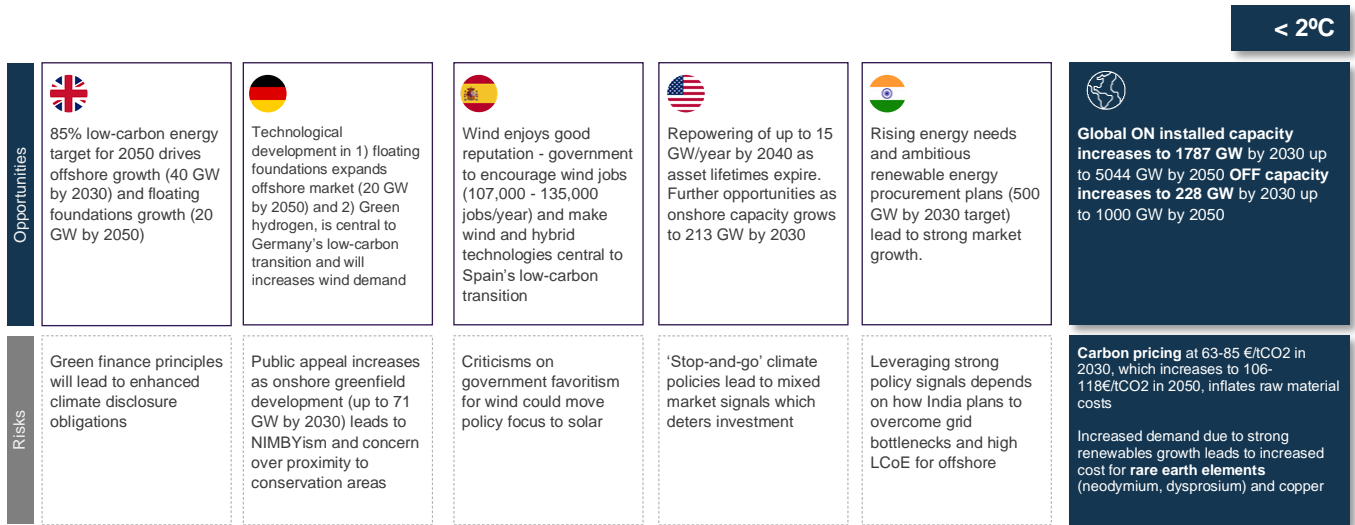 < 2ºC
Opportunities
85% low-carbon energy
target for 2050 drives
offshore growth (40 GW
by 2030) and floating
foundations growth (20
GW by 2050)
Technological
development in 1) floating
foundations expands
offshore market (20 GW
by 2050) and 2) Green
hydrogen, is central to
Germany's low-carbon
transition and will
increases wind demand
Wind enjoys good
reputation - government
to encourage wind jobs
(107,000 - 135,000
jobs/year) and make
wind and hybrid
technologies central to
Spain's low-carbon
transition
Repowering of up to 15
GW/year by 2040 as
asset lifetimes expire.
Further opportunities as
onshore capacity grows
to 213 GW by 2030
Rising energy needs
and ambitious
renewable energy
procurement plans (500
GW by 2030 target)
lead to strong market
growth.
Global ON installed capacity
increases to 1787 GW by 2030 up
to 5044 GW by 2050 OFF capacity
increases to 228 GW by 2030 up
to 1000 GW by 2050
Risks
Green finance principles
will lead to enhanced
climate disclosure
obligations
Public appeal increases
as onshore greenfield
development (up to 71
GW by 2030) leads to
NIMBYism and concern
over proximity to
conservation areas
Criticisms on
government favoritism
for wind could move
policy focus to solar
‘Stop-and-go’ climate
policies lead to mixed
market signals which
deters investment
Leveraging strong
policy signals depends
on how India plans to
overcome grid
bottlenecks and high
LCoE for offshore
Carbon pricing at 63-85 €/tCO2 in
2030, which increases to 106-
118€/tCO2 in 2050, inflates raw material
costs
Increased demand due to strong
renewables growth leads to increased
cost for rare earth elements
(neodymium, dysprosium) and copper